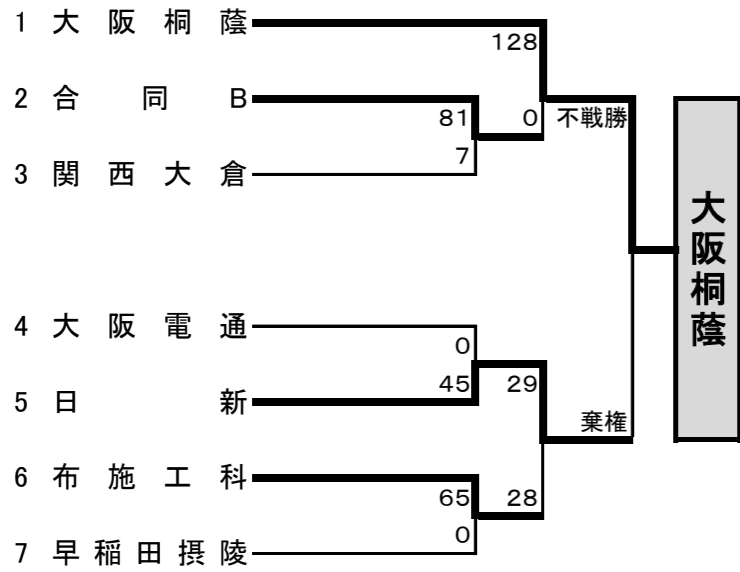 1 大阪桐蔭
128
2 合同B
81
0
不戦勝
7
3 関西大倉
大阪桐蔭
4 大阪電通
0
45
29
5 日新
棄権
6 布施工科
65
28
0
7 早稲田摂陵